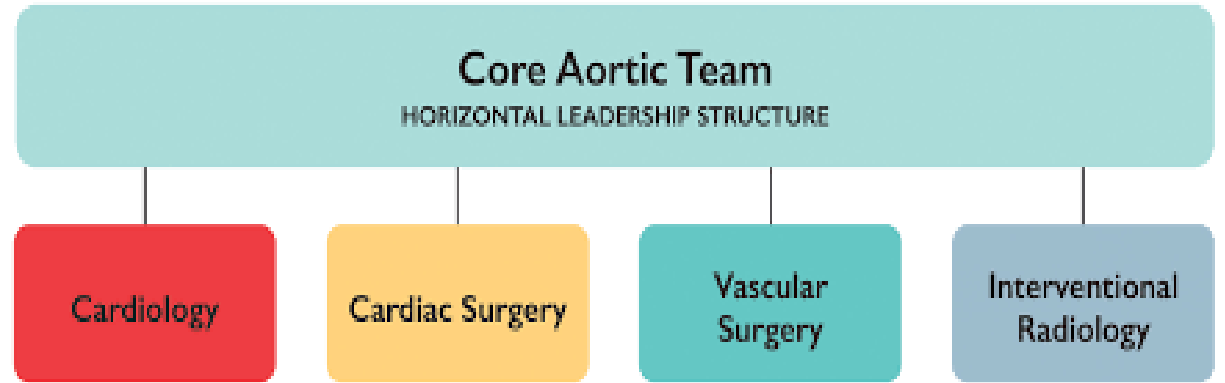 Core Aortic Team
HORIZONTAL LEADERSHIP STRUCTURE
Cardiology
Cardiac Surgery
Vascular
Surgery
Interventional
Radiology